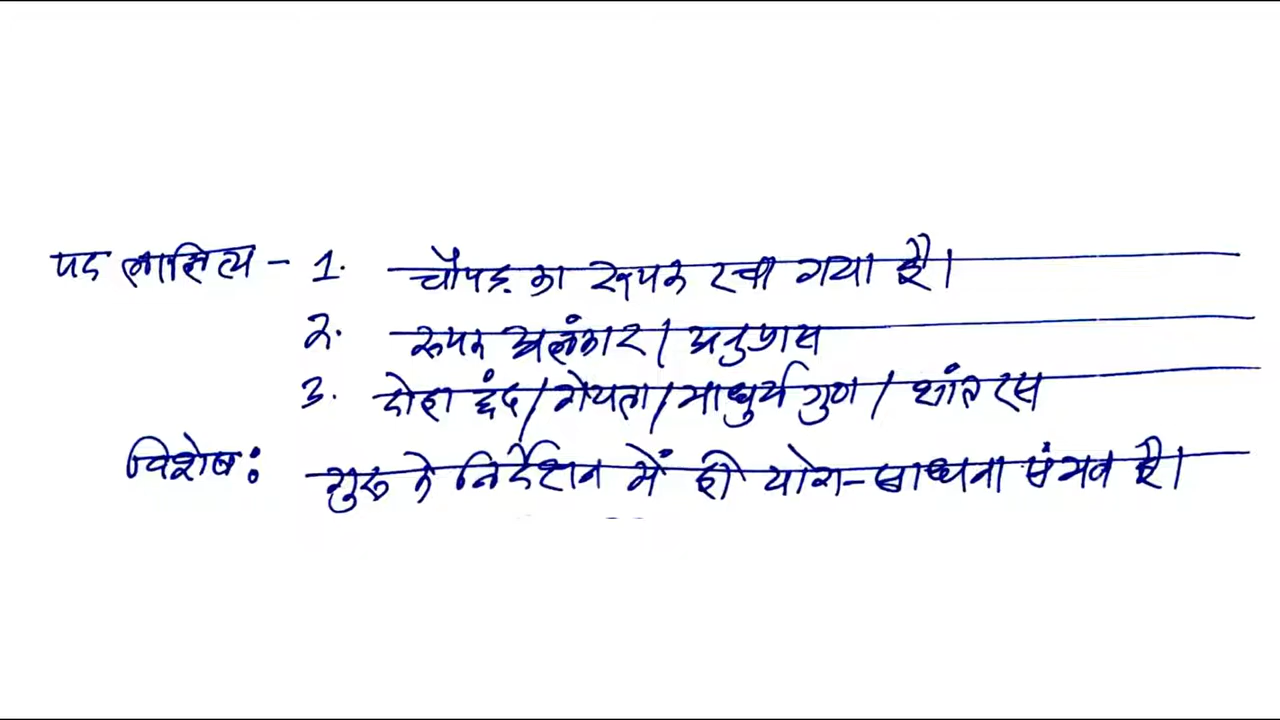 पद लालित्य - 1. चौपड़ का रूपक रचा गया है।
2. रूपक अलंकार / अनुप्रास
3. दोहा छंद / गेयता / माधुर्य गुण / शांत रस
विशेष: गुरु के निर्देशन में ही योग-साधना संभव है।